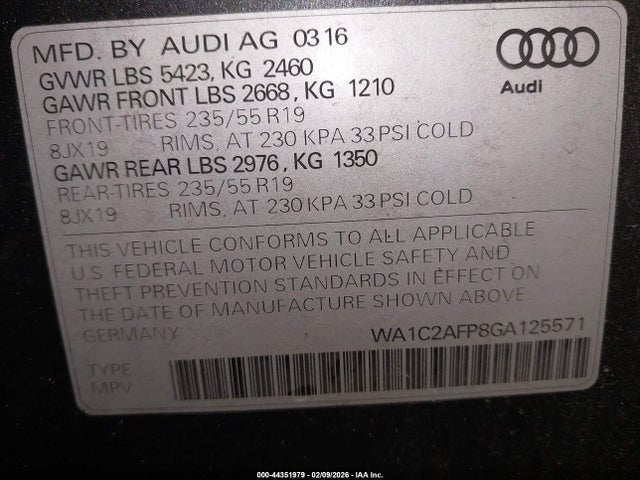 MFD. BY AUDI AG 03 16
GVWR LBS 5423, KG 2460
GAWR FRONT LBS 2668, KG 1210
FRONT-TIRES 235/55 R19
8JX19 RIMS, AT 230 KPA 33 PSI COLD
GAWR REAR LBS 2976, KG 1350
REAR-TIRES 235/55 R19
8JX19 RIMS, AT 230 KPA 33 PSI COLD
Audi
THIS VEHICLE CONFORMS TO ALL APPLICABLE
U.S. FEDERAL MOTOR VEHICLE SAFETY AND
THEFT PREVENTION STANDARDS IN EFFECT ON
THE DATE OF MANUFACTURE SHOWN ABOVE
GERMANY WA1C2AFP8GA125571
TYPE:
MPV
000-44351979 - 02/09/2026 - IAA Inc.